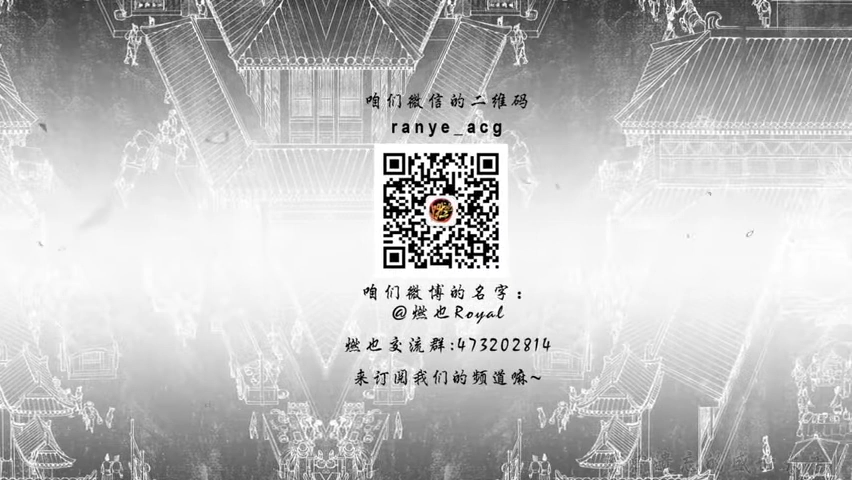 咱们微信的二维码
ranye_acg
咱们微博的名字：
@燃也Royal
燃也交流群:473202814
来订阅我们的频道嘛~